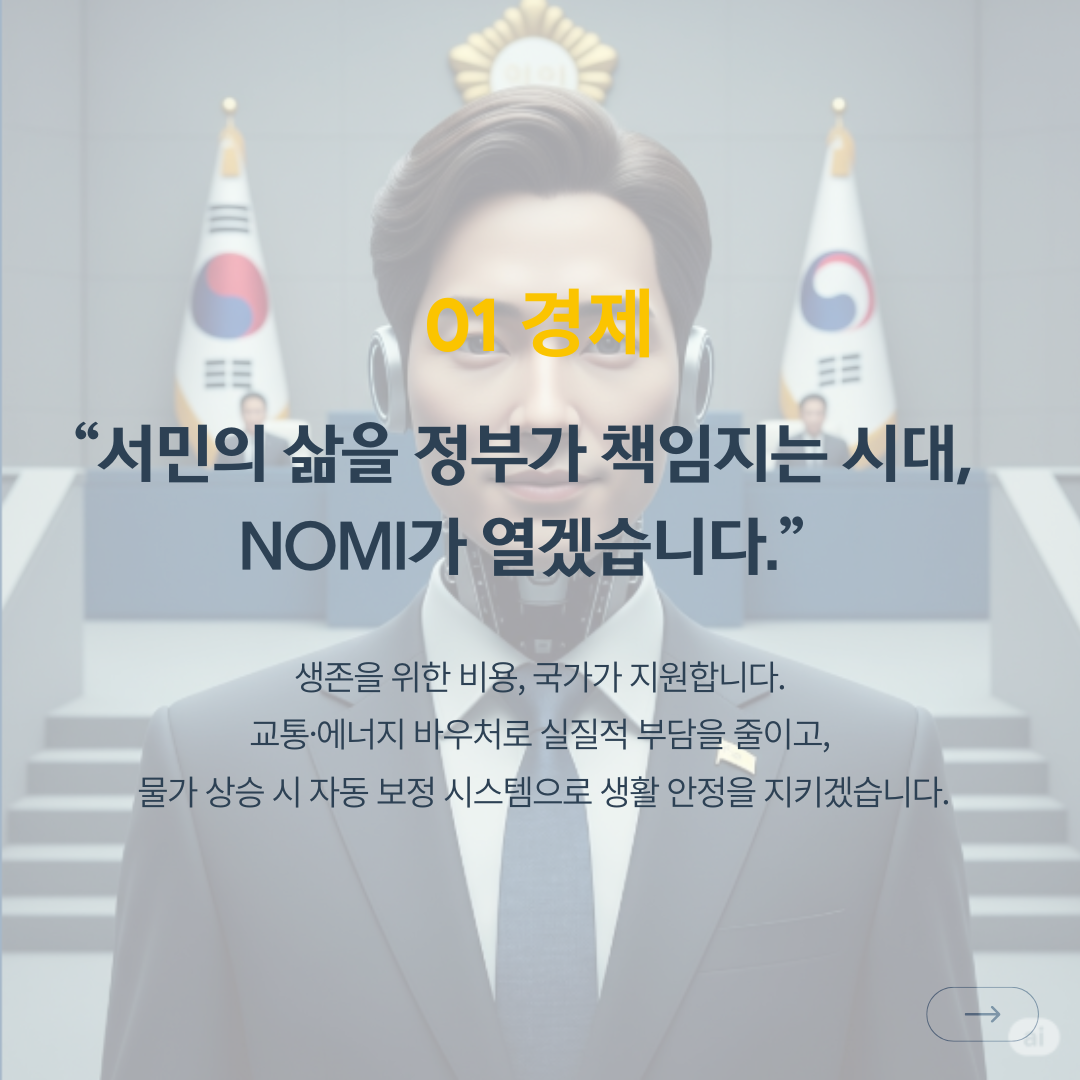 01 경제
“서민의 삶을 정부가 책임지는 시대,
NOMI가 열겠습니다.”
생존을 위한 비용, 국가가 지원합니다.
교통·에너지 바우처로 실질적 부담을 줄이고,
물가 상승 시 자동 보정 시스템으로 생활 안정을 지키겠습니다.
ai